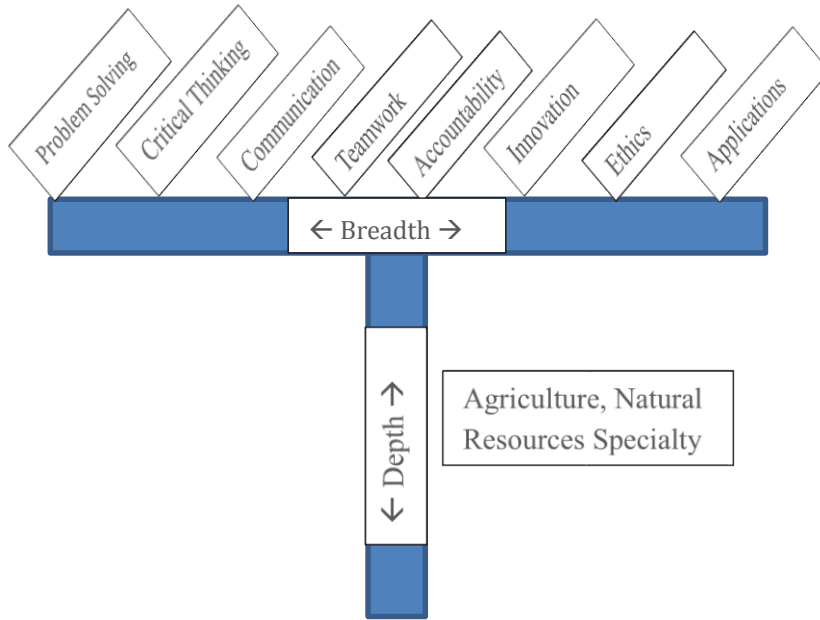 Problem Solving
Critical Thinking
Communication
Teamwork
Accountability
Innovation
Ethics
Applications
← Breadth →
← Depth →
Agriculture, Natural
Resources Specialty